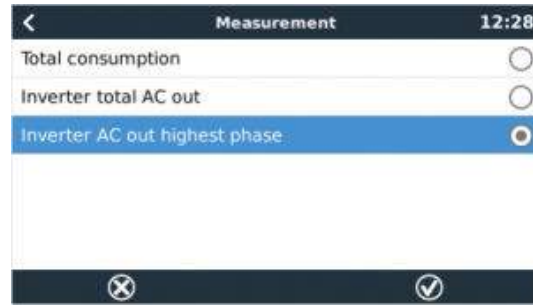 Measurement 12:28
Total consumption
Inverter total AC out
Inverter AC out highest phase